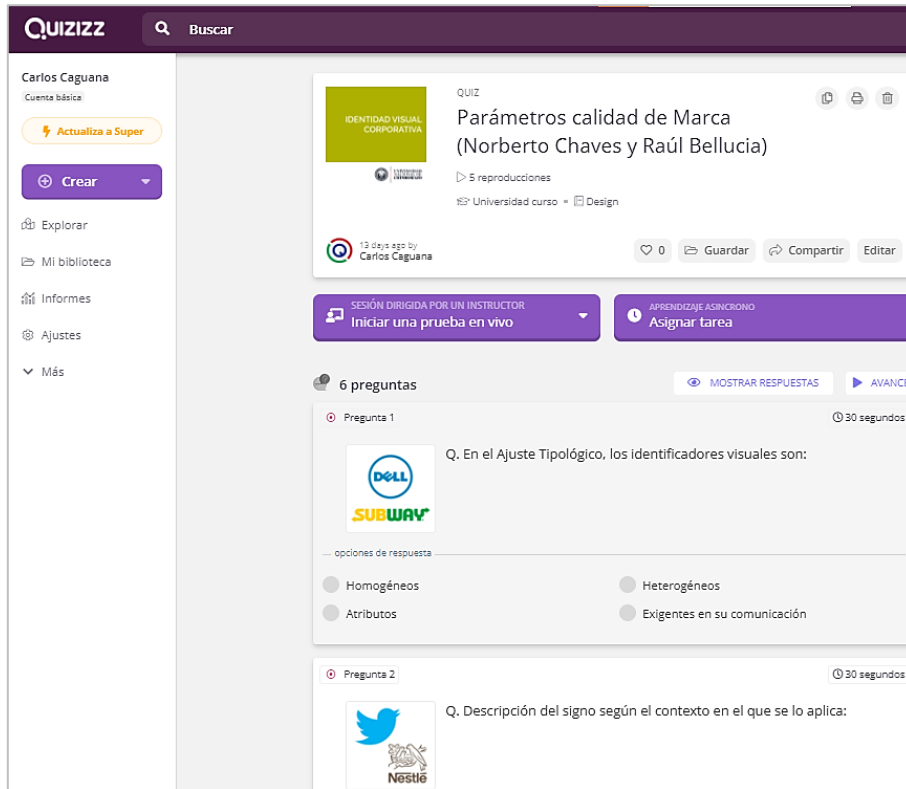 Quizizz
Buscar
Carlos Caguana
Cuenta básica
Actualiza a Super
Crear
Explorar
Mi biblioteca
Informes
Ajustes
Más
IDENTIDAD VISUAL
CORPORATIVA
QUIZ
Parámetros calidad de Marca
(Norberto Chaves y Raúl Bellucia)
5 reproducciones
Universidad curso
Design
13 days ago by
Carlos Caguana
0
Guardar
Compartir
Editar
SESIÓN DIRIGIDA POR UN INSTRUCTOR
Iniciar una prueba en vivo
APRENDIZAJE ASINCRONO
Asignar tarea
6 preguntas
MOSTRAR RESPUESTAS
AVANCE
Pregunta 1
30 segundos
DELL
SUBWAY
Q. En el Ajuste Tipológico, los identificadores visuales son:
opciones de respuesta
Homogéneos
Heterogéneos
Atributos
Exigentes en su comunicación
Pregunta 2
30 segundos
Q. Descripción del signo según el contexto en el que se lo aplica:
Nestlé